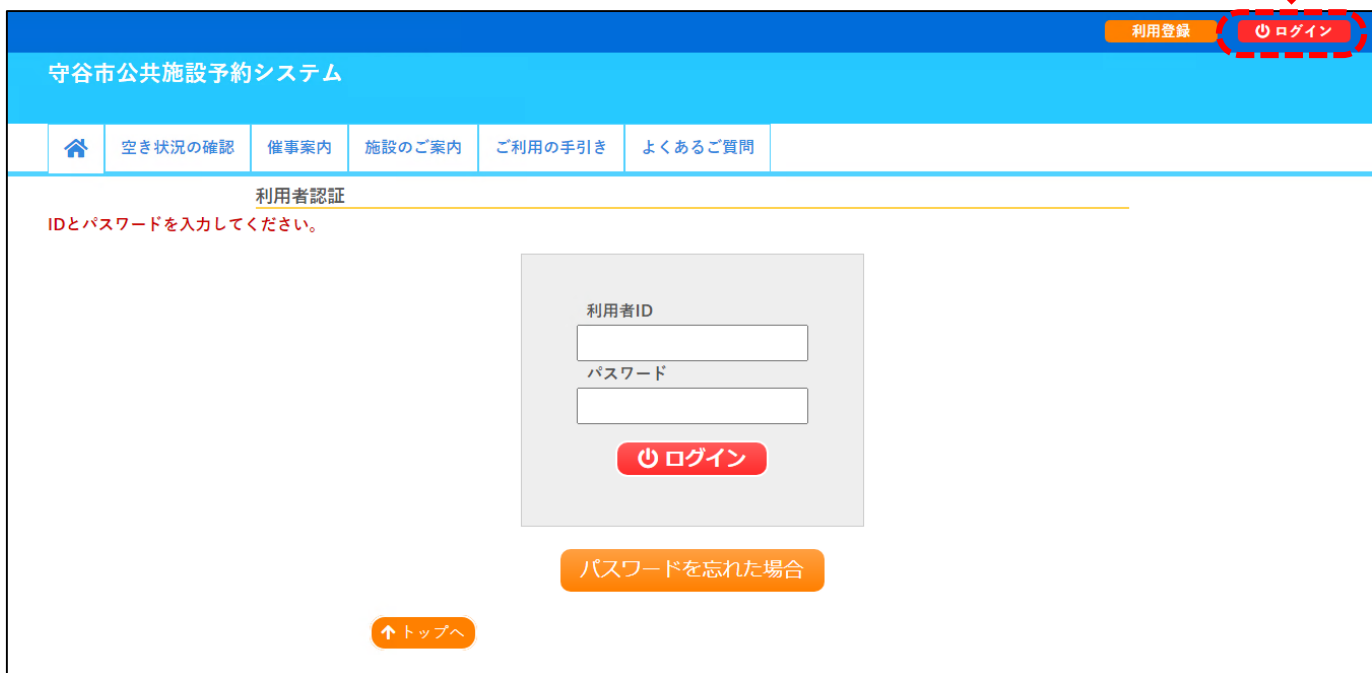 利用登録 ログイン
守谷市公共施設予約システム
空き状況の確認 催事案内 施設のご案内 ご利用の手引き よくあるご質問
利用者認証
IDとパスワードを入力してください。
利用者ID
パスワード
ログイン
パスワードを忘れた場合
トップへ